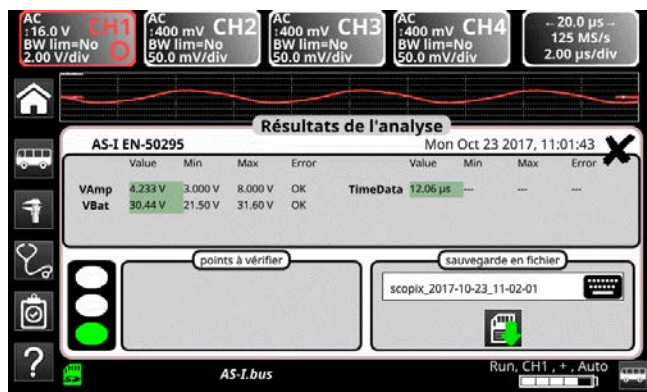 AC
↕16.0 V CH1
BW lim=No
2.00 V/div
AC
↕400 mV CH2
BW lim=No
50.0 mV/div
AC
↕400 mV CH3
BW lim=No
50.0 mV/div
AC
↕400 mV CH4
BW lim=No
50.0 mV/div
←20.0 µs→
125 MS/s
2.00 µs/div
Résultats de l'analyse
AS-I EN-50295 Mon Oct 23 2017, 11:01:43
Value Min Max Error Value Min Max Error
VAmp 4.233 V 3.000 V 8.000 V OK TimeData 12.06 µs --- --- ---
VBat 30.44 V 21.50 V 31.60 V OK
points à vérifier
sauvegarde en fichier
scopix_2017-10-23_11-02-01
?
AS-I.bus
Run, CH1 , + , Auto